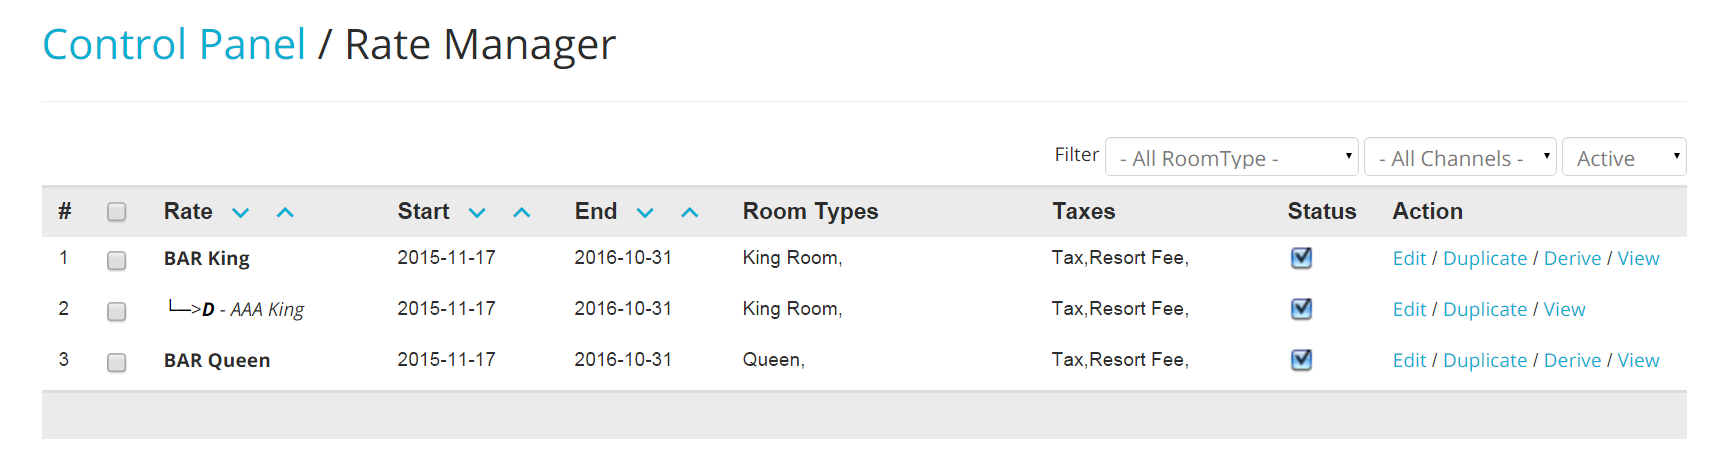 Control Panel / Rate Manager
Filter - All RoomType - - All Channels - Active
# Rate Start End Room Types Taxes Status Action
1 BAR King 2015-11-17 2016-10-31 King Room, Tax,Resort Fee, Edit / Duplicate / Derive / View
2 └─>D - AAA King 2015-11-17 2016-10-31 King Room, Tax,Resort Fee, Edit / Duplicate / View
3 BAR Queen 2015-11-17 2016-10-31 Queen, Tax,Resort Fee, Edit / Duplicate / Derive / View